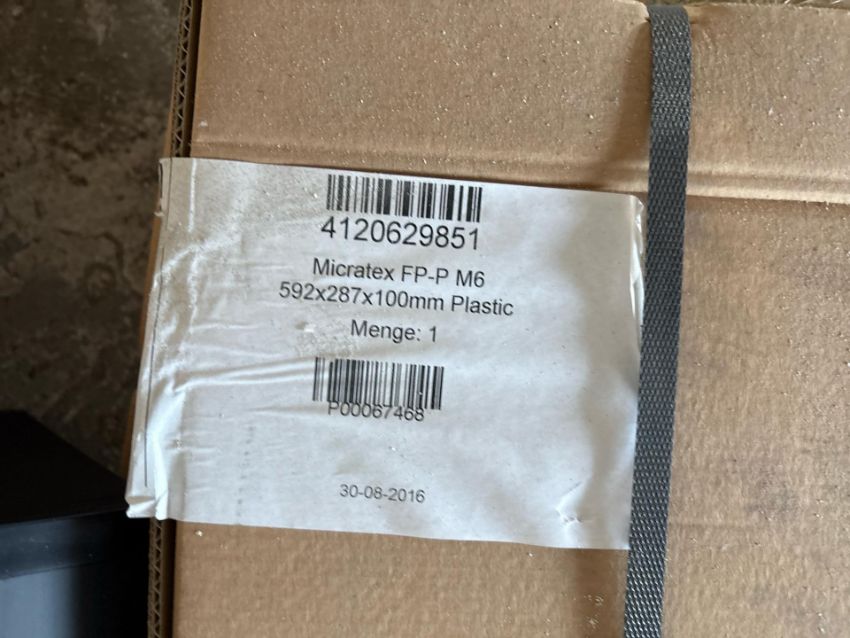 4120629851
Micratex FP-P M6
592x287x100mm Plastic
Menge: 1
P00067468
30-08-2016